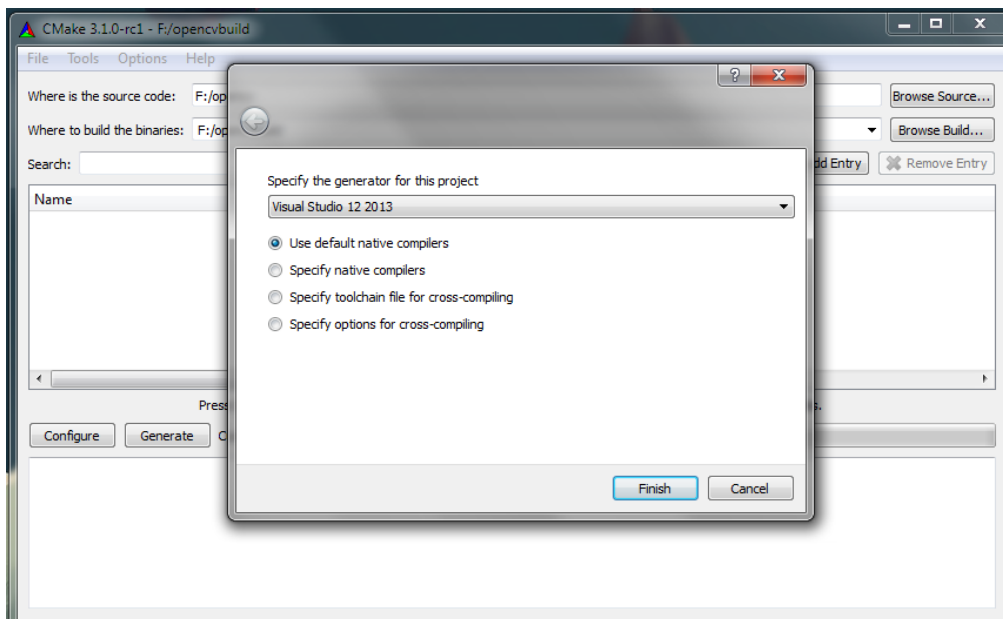 CMake 3.1.0-rc1 - F:/opencvbuild
File Tools Options Help
Where is the source code: F:/op
Browse Source...
Where to build the binaries: F:/op
Browse Build...
Search:
dd Entry
Remove Entry
Name
Specify the generator for this project
Visual Studio 12 2013
Use default native compilers
Specify native compilers
Specify toolchain file for cross-compiling
Specify options for cross-compiling
Press
s.
Configure Generate C
Finish Cancel